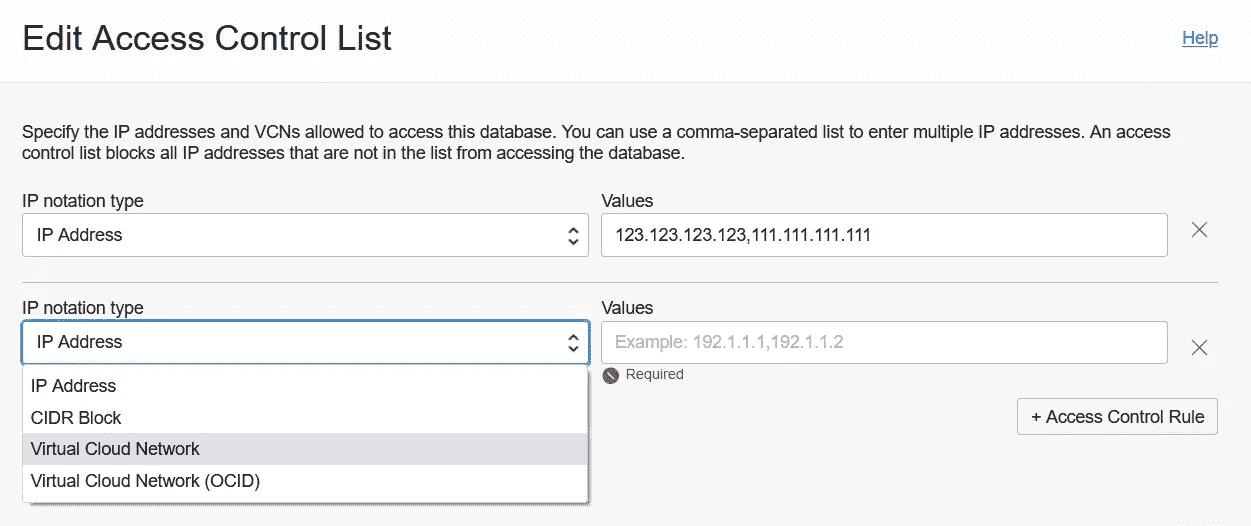 Edit Access Control List
Help
Specify the IP addresses and VCNs allowed to access this database. You can use a comma-separated list to enter multiple IP addresses. An access
control list blocks all IP addresses that are not in the list from accessing the database.
IP notation type
Values
IP Address
123.123.123.123,111.111.111.111
IP notation type
Values
IP Address
Example: 192.1.1.1,192.1.1.2
Required
IP Address
CIDR Block
Virtual Cloud Network
Virtual Cloud Network (OCID)
+ Access Control Rule